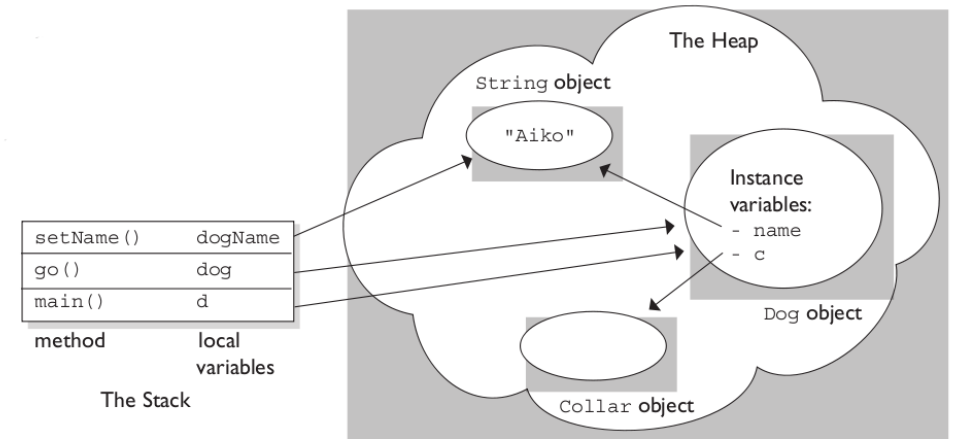 The Heap
String object
"Aiko"
Instance
variables:
- name
- c
Dog object
setName() dogName
go() dog
main() d
method local
variables
The Stack
Collar object